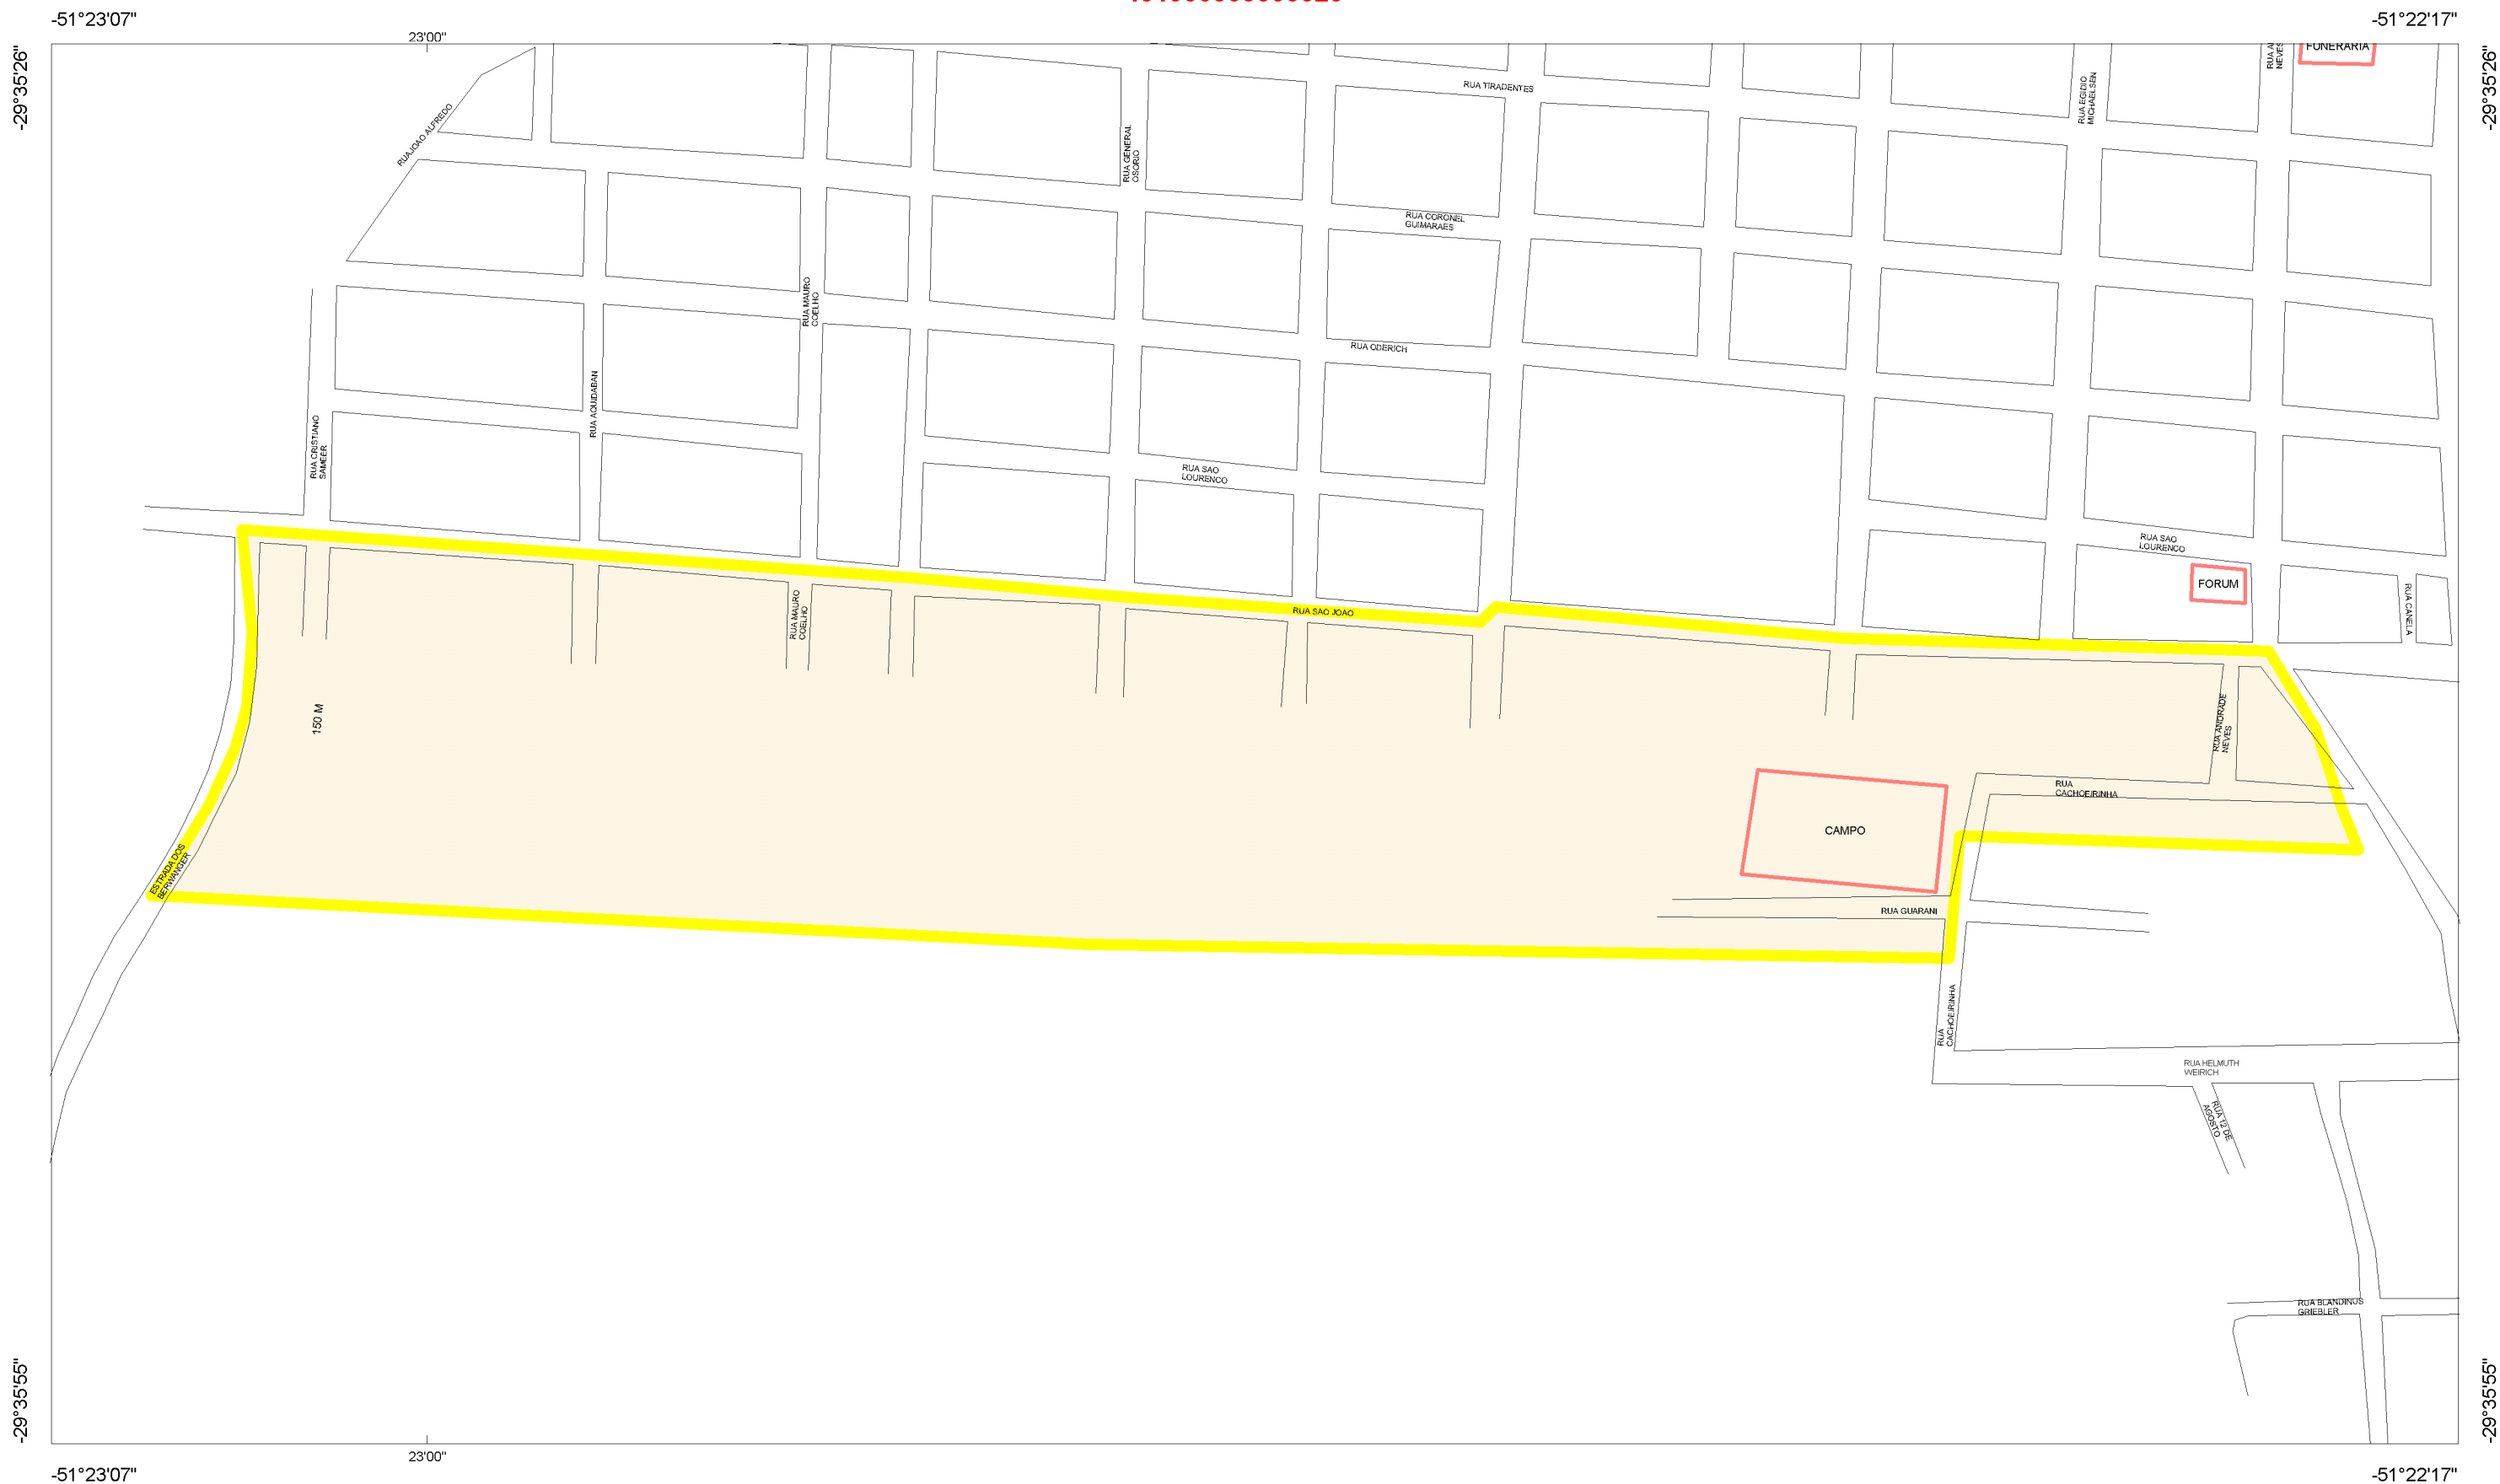 -51°23'07"
-51°22'17"
23'00"
-29°35'26"
-29°35'26"
FUNERARIA
NEVES
RUA TIRADENTES
RUA EGIDIO
MICHAELSEN
RUA JOAO ALFREDO
RUA GENERAL
OSORIO
RUA CORONEL
GUIMARAES
RUA MAURO
COELHO
RUA ODERICH
RUA AQUIDABAN
RUA CRISTIANO
SAMEER
RUA SAO
LOURENCO
RUA SAO
LOURENCO
FORUM
RUA CANELA
RUA MAURO
COELHO
RUA SAO JOAO
150 M
RUA ANDRADE
NEVES
RUA
CACHOEIRINHA
CAMPO
ESTRADA DOS
BERWANGER
RUA GUARANI
RUA
CACHOEIRINHA
RUA HELMUTH
WEIRICH
RUA 12 DE
AGOSTO
RUA BLANDINUS
GRIEBLER
-29°35'55"
-29°35'55"
23'00"
-51°23'07"
-51°22'17"